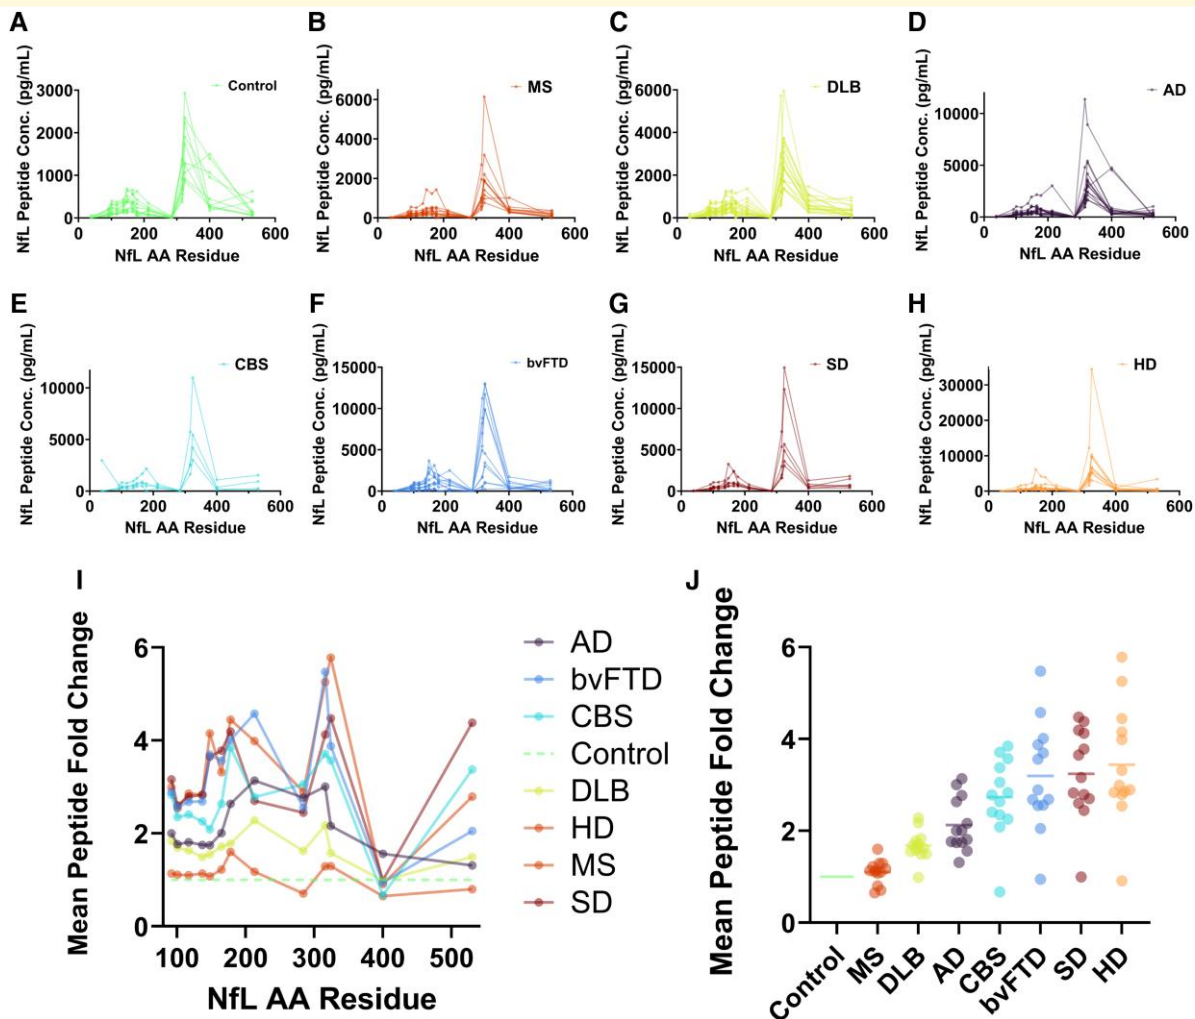 A
NfL Peptide Conc. (pg/mL)
3000
2000
1000
0
0
200
400
600
NfL AA Residue
Control
B
NfL Peptide Conc. (pg/mL)
6000
4000
2000
0
0
200
400
600
NfL AA Residue
MS
C
NfL Peptide Conc. (pg/mL)
6000
4000
2000
0
0
200
400
600
NfL AA Residue
DLB
D
NfL Peptide Conc. (pg/mL)
10000
5000
0
0
200
400
600
NfL AA Residue
AD
E
NfL Peptide Conc. (pg/mL)
10000
5000
0
0
200
400
600
NfL AA Residue
CBS
F
NfL Peptide Conc. (pg/mL)
15000
10000
5000
0
0
200
400
600
NfL AA Residue
bvFTD
G
NfL Peptide Conc. (pg/mL)
15000
10000
5000
0
0
200
400
600
NfL AA Residue
SD
H
NfL Peptide Conc. (pg/mL)
30000
20000
10000
0
0
200
400
600
NfL AA Residue
HD
I
Mean Peptide Fold Change
6
4
2
0
100
200
300
400
500
NfL AA Residue
AD
bvFTD
CBS
Control
DLB
HD
MS
SD
J
Mean Peptide Fold Change
6
4
2
0
Control
MS
DLB
AD
CBS
bvFTD
SD
HD